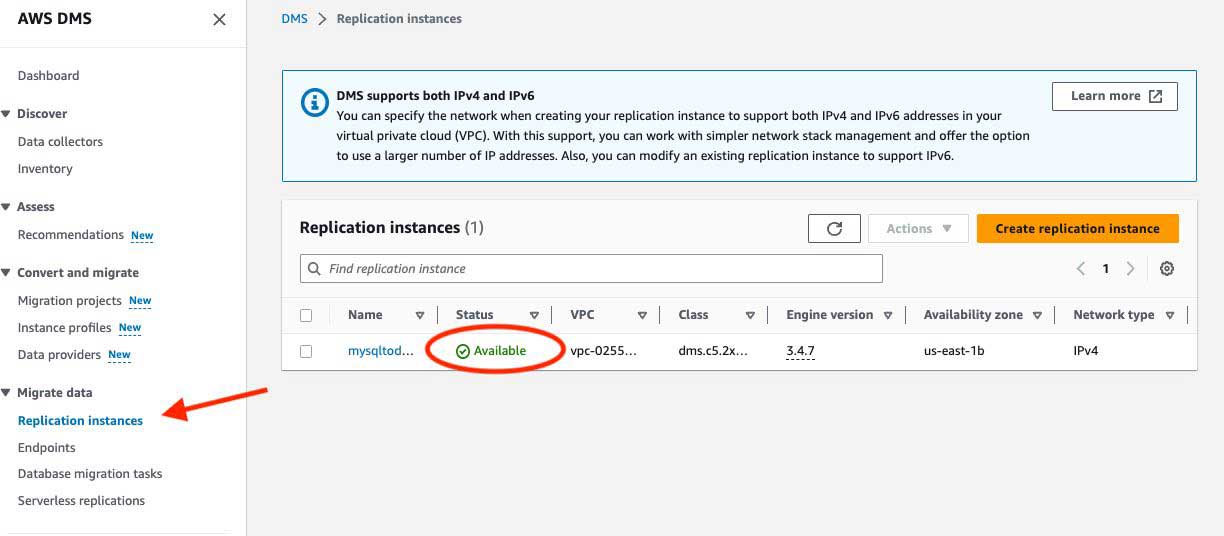 AWS DMS
Dashboard
Discover
Data collectors
Inventory
Assess
Recommendations New
Convert and migrate
Migration projects New
Instance profiles New
Data providers New
Migrate data
Replication instances
Endpoints
Database migration tasks
Serverless replications
DMS > Replication instances
DMS supports both IPv4 and IPv6
You can specify the network when creating your replication instance to support both IPv4 and IPv6 addresses in your
virtual private cloud (VPC). With this support, you can work with simpler network stack management and offer the option
to use a larger number of IP addresses. Also, you can modify an existing replication instance to support IPv6.
Learn more
Replication instances (1)
Actions
Create replication instance
Find replication instance
1
Name Status VPC Class Engine version Availability zone Network type
mysqltod... Available vpc-0255... dms.c5.2x... 3.4.7 us-east-1b IPv4